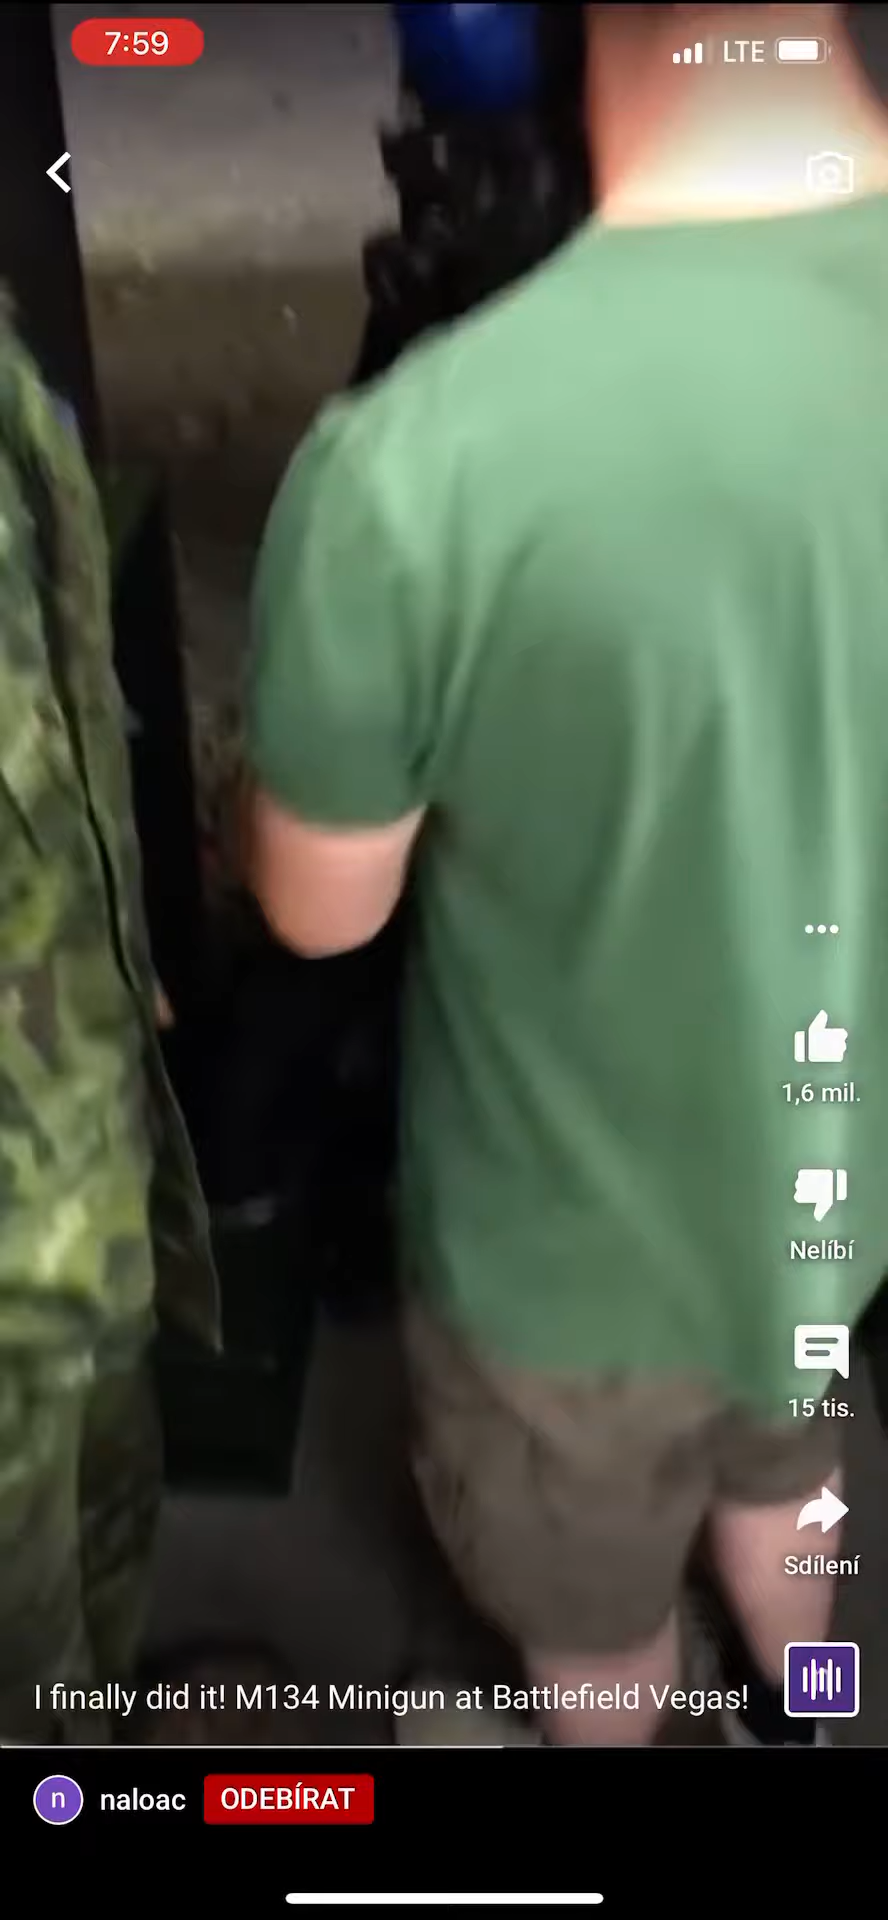 7:59
LTE
1,6 mil.
Nelíbí
15 tis.
Sdílení
I finally did it! M134 Minigun at Battlefield Vegas!
n
naloac
ODEBÍRAT